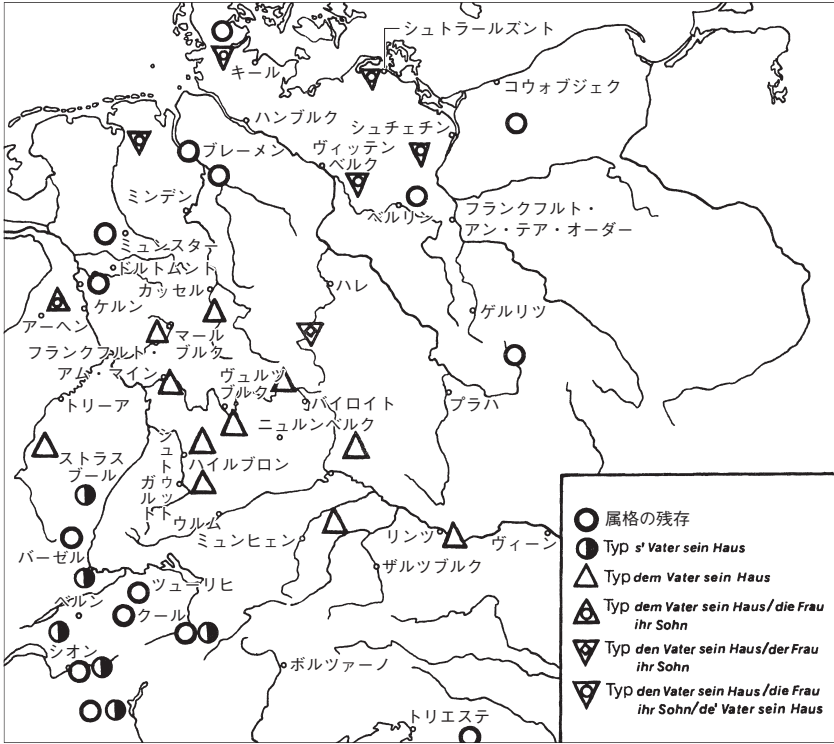 シュトラールズント
キール
コウォブジェク
ハンブルク
シュチェチン
ブレーメン
ヴィッテン
ベルク
ミンデン
ベルリン
フランクフルト・
アン・テア・オーダー
ミュンスター
ドルトムント
カッセル
ハレ
ケルン
アーヘン
ゲルリツ
マール
ブルク
フランクフルト・
アム・マイン
ヴュルツ
ブルク
バイロイト
プラハ
トリーア
ニュルンベルク
シュトゥットガルト
ハイルブロン
ストラス
ブール
ウルム
ミュンヒェン
リンツ
ヴィーン
バーゼル
ザルツブルク
ツューリヒ
ベルン
クール
シオン
ボルツァーノ
トリエステ
属格の残存
Typ s' Vater sein Haus
Typ dem Vater sein Haus
Typ dem Vater sein Haus/die Frau
ihr Sohn
Typ den Vater sein Haus/der Frau
ihr Sohn
Typ den Vater sein Haus/die Frau
ihr Sohn/de' Vater sein Haus